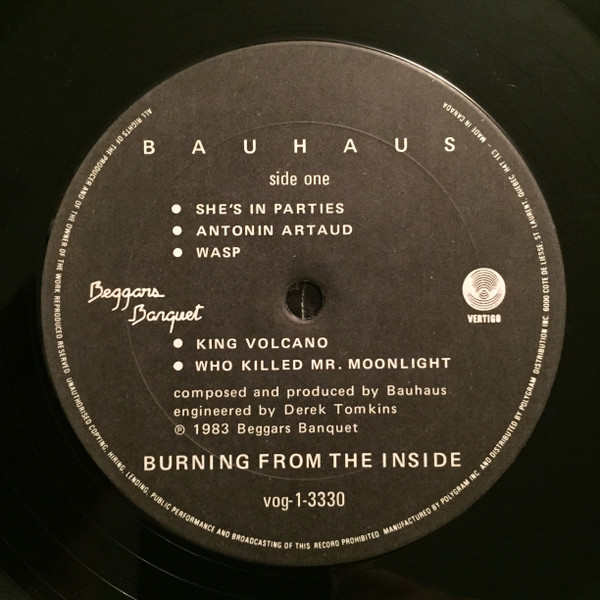 BAUHAUS
side one
● SHE'S IN PARTIES
● ANTONIN ARTAUD
● WASP
Beggars
Banquet
VERTIGO
● KING VOLCANO
● WHO KILLED MR. MOONLIGHT
composed and produced by Bauhaus
engineered by Derek Tomkins
℗ 1983 Beggars Banquet
BURNING FROM THE INSIDE
vog-1-3330
ALL RIGHTS OF THE PRODUCER AND OF THE OWNER OF THE WORK REPRODUCED RESERVED. UNAUTHORISED COPYING, HIRING, LENDING, PUBLIC PERFORMANCE AND BROADCASTING OF THIS RECORD PROHIBITED. MANUFACTURED BY POLYGRAM INC. AND DISTRIBUTED BY POLYGRAM DISTRIBUTION INC. 6000 COTE DE LIESSE, ST. LAURENT, QUEBEC H4T 1E3 - MADE IN CANADA